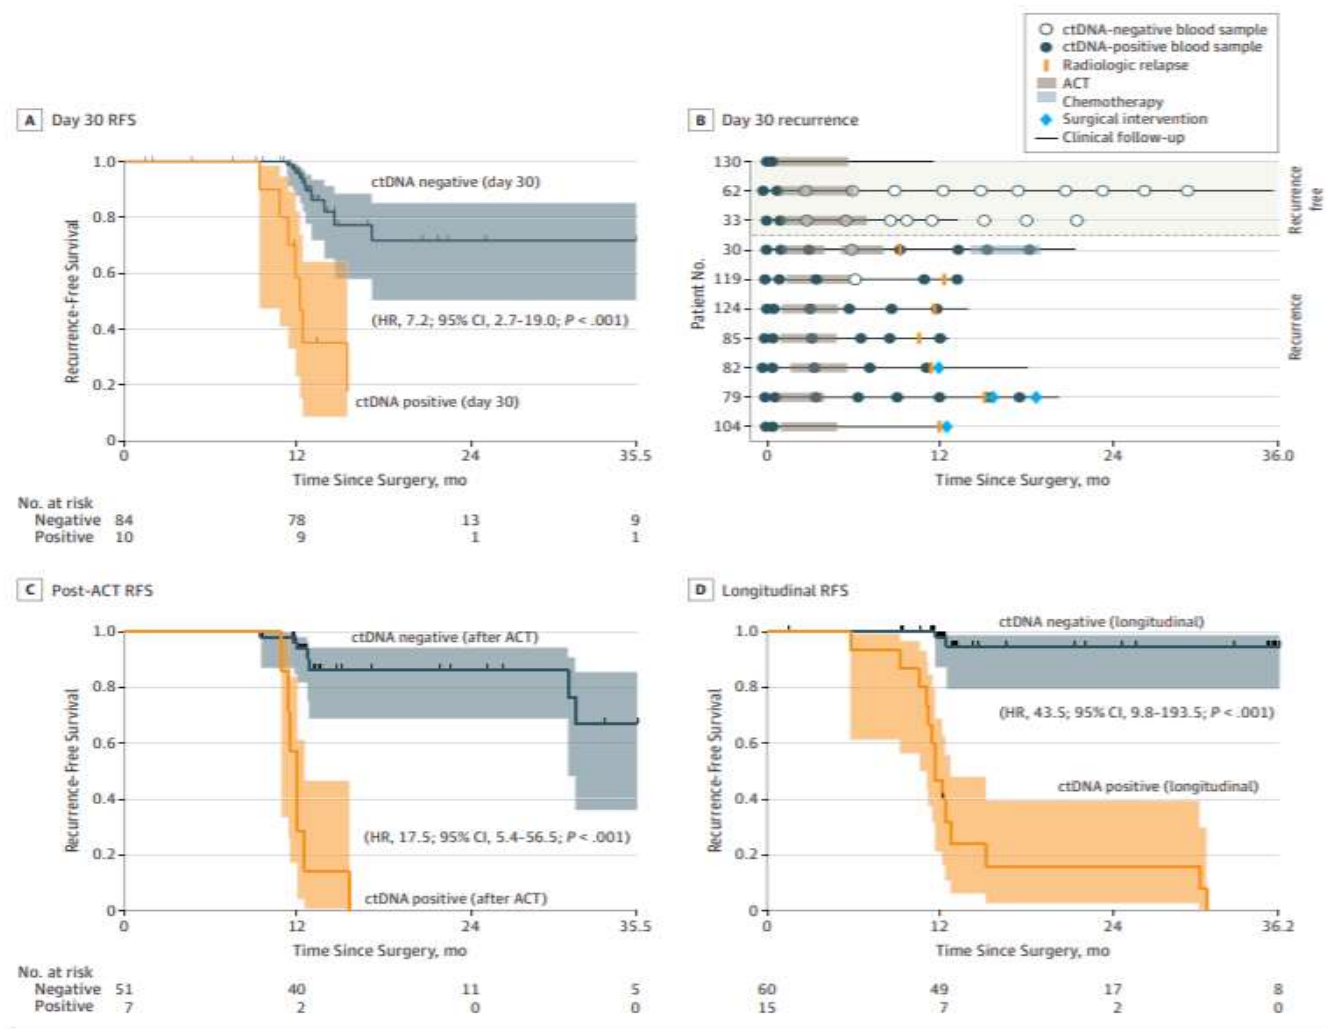 ctDNA-negative blood sample
ctDNA-positive blood sample
Radiologic relapse
ACT
Chemotherapy
Surgical intervention
Clinical follow-up
A Day 30 RFS
1.0
0.8
0.6
0.4
0.2
0
Recurrence-Free Survival
ctDNA negative (day 30)
(HR, 7.2; 95% CI, 2.7-19.0; P < .001)
ctDNA positive (day 30)
0 12 24 35.5
Time Since Surgery, mo
No. at risk
Negative 84 78 13 9
Positive 10 9 1 1
B Day 30 recurrence
Patient No.
130
62
33
30
119
124
85
82
79
104
Recurrence free
Recurrence
0 12 24 36.0
Time Since Surgery, mo
C Post-ACT RFS
1.0
0.8
0.6
0.4
0.2
0
Recurrence-Free Survival
ctDNA negative (after ACT)
(HR, 17.5; 95% CI, 5.4-56.5; P < .001)
ctDNA positive (after ACT)
0 12 24 35.5
Time Since Surgery, mo
No. at risk
Negative 51 40 11 5
Positive 7 2 0 0
D Longitudinal RFS
1.0
0.8
0.6
0.4
0.2
0
Recurrence-Free Survival
ctDNA negative (longitudinal)
(HR, 43.5; 95% CI, 9.8-193.5; P < .001)
ctDNA positive (longitudinal)
0 12 24 36.2
Time Since Surgery, mo
60 49 17 8
15 7 2 0